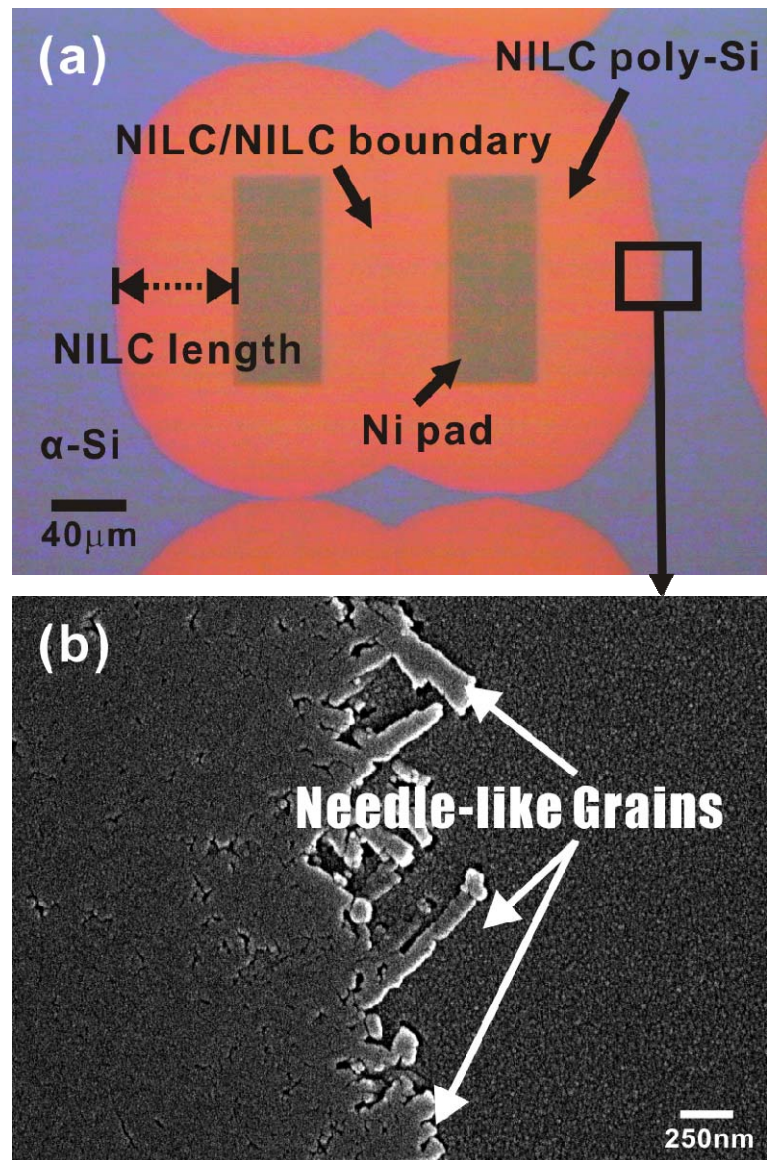 (a)
NILC poly-Si
NILC/NILC boundary
NILC length
Ni pad
α-Si
40μm
(b)
Needle-like Grains
250nm